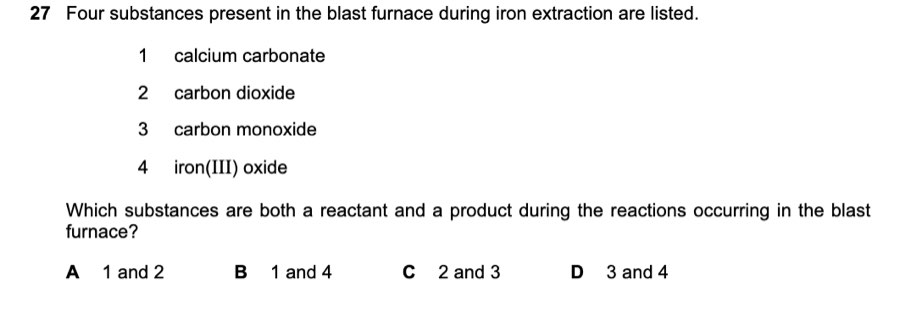 27 Four substances present in the blast furnace during iron extraction are listed.
1 calcium carbonate
2 carbon dioxide
3 carbon monoxide
4 iron(III) oxide
Which substances are both a reactant and a product during the reactions occurring in the blast
furnace?
A 1 and 2 B 1 and 4 C 2 and 3 D 3 and 4